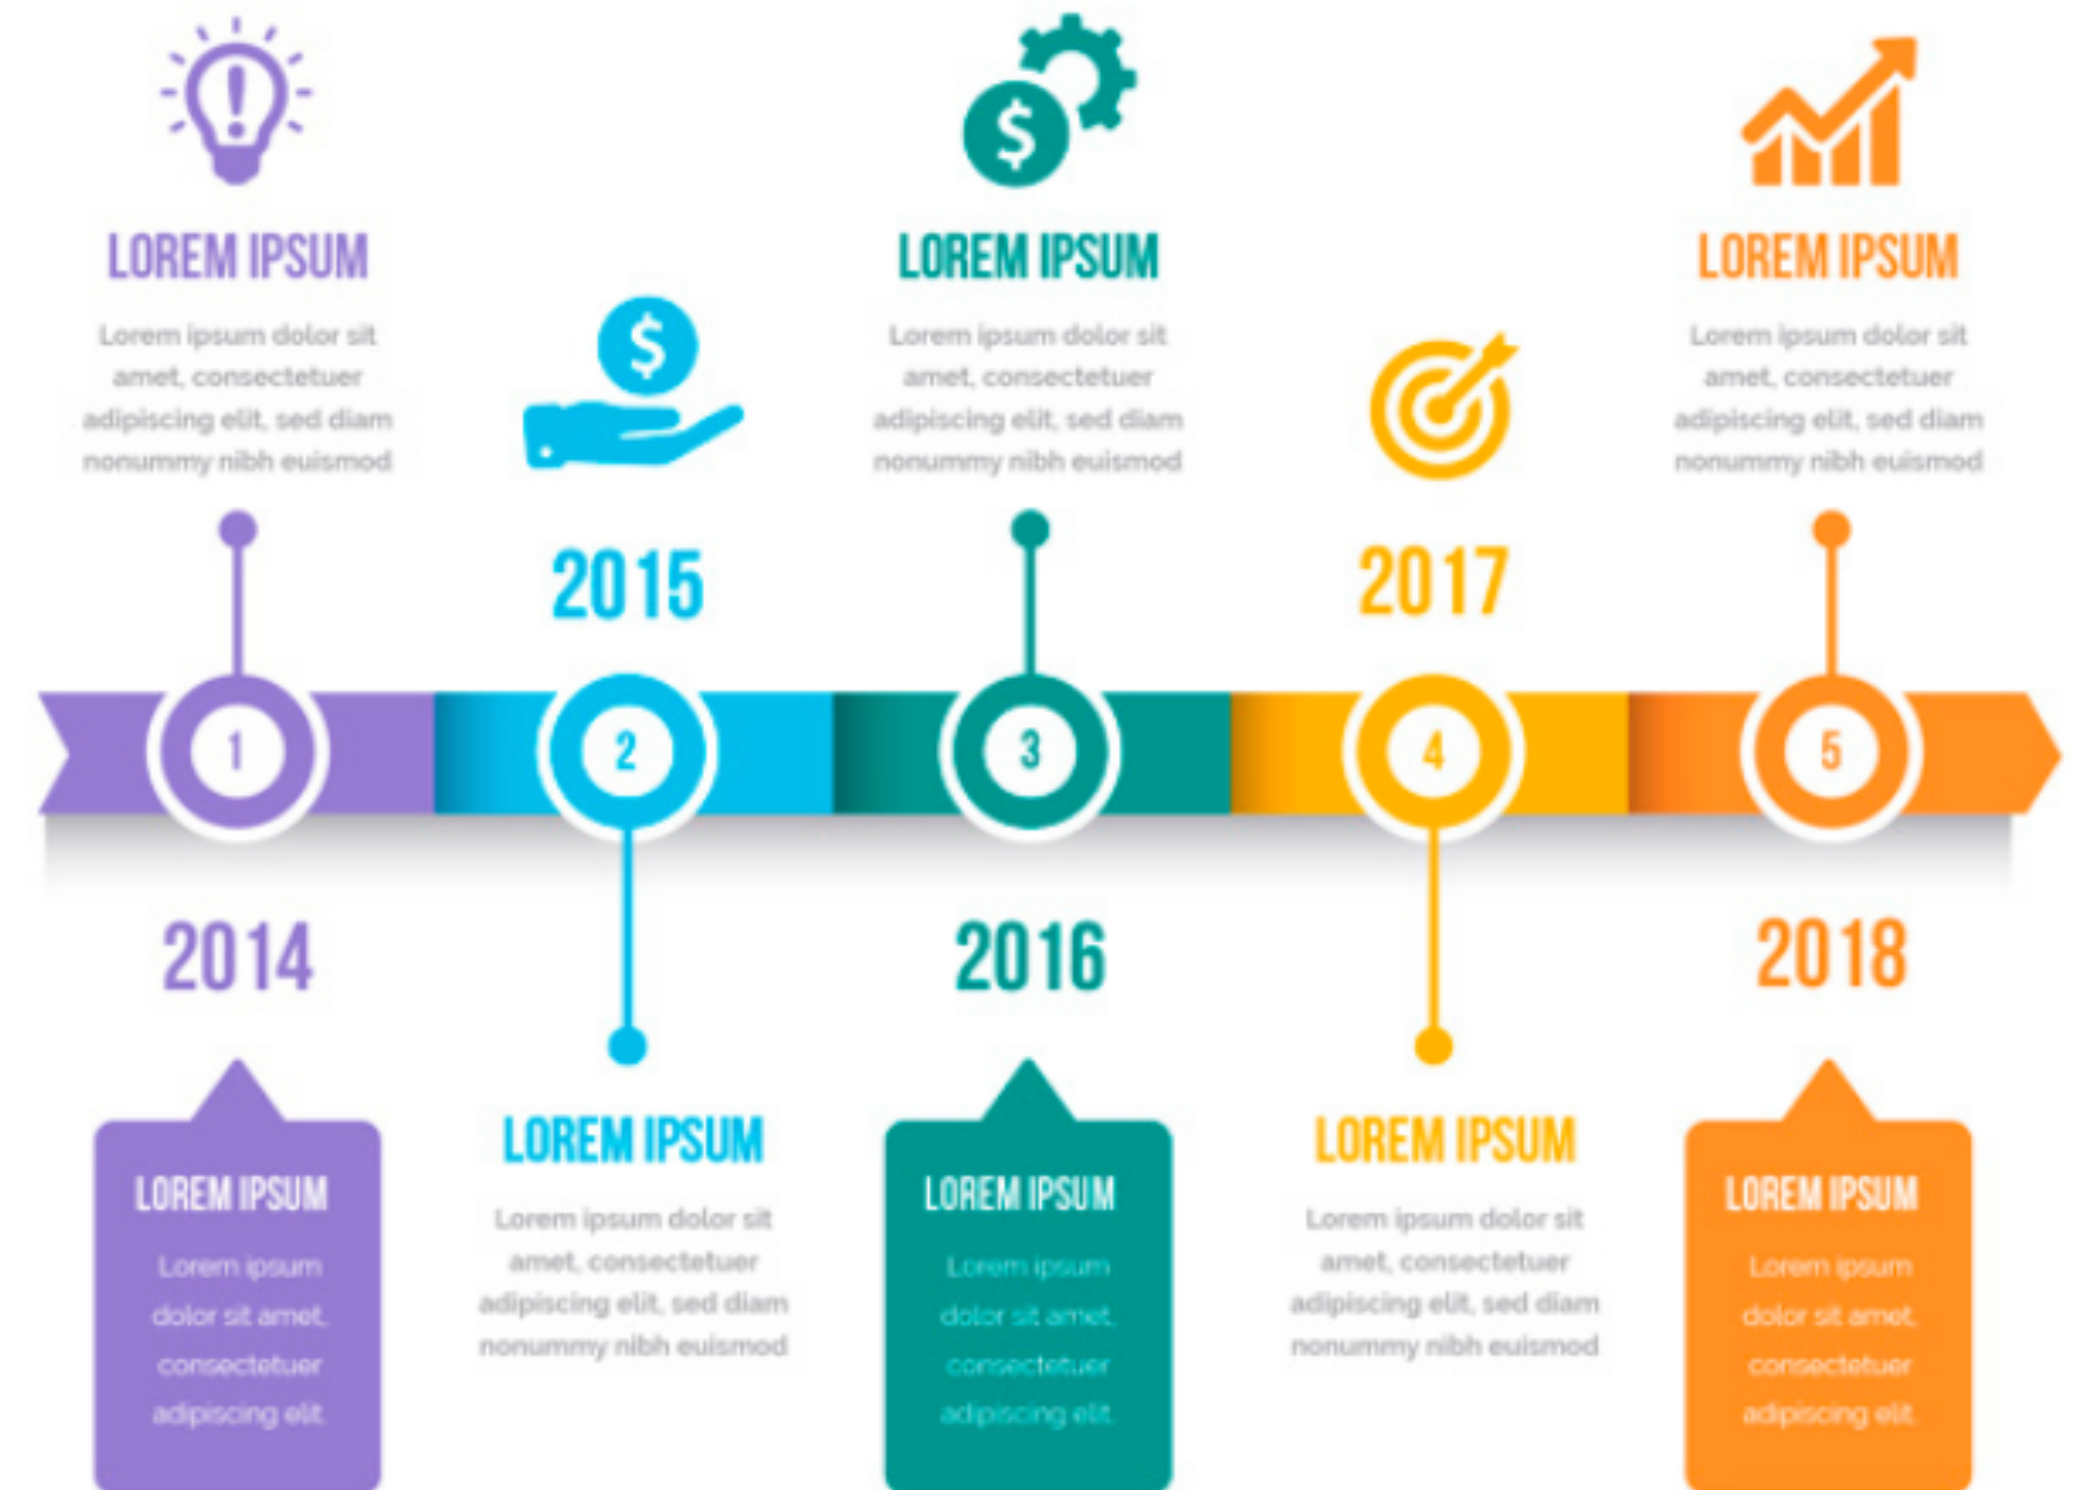 LOREM IPSUM
Lorem ipsum dolor sit
amet, consectetuer
adipiscing elit, sed diam
nonummy nibh euismod
1
2014
LOREM IPSUM
Lorem ipsum
dolor sit amet,
consectetuer
adipiscing elit.
$
2015
2
LOREM IPSUM
Lorem ipsum dolor sit
amet, consectetuer
adipiscing elit, sed diam
nonummy nibh euismod
$
LOREM IPSUM
Lorem ipsum dolor sit
amet, consectetuer
adipiscing elit, sed diam
nonummy nibh euismod
3
2016
LOREM IPSUM
Lorem ipsum
dolor sit amet,
consectetuer
adipiscing elit.
2017
4
LOREM IPSUM
Lorem ipsum dolor sit
amet, consectetuer
adipiscing elit, sed diam
nonummy nibh euismod
LOREM IPSUM
Lorem ipsum dolor sit
amet, consectetuer
adipiscing elit, sed diam
nonummy nibh euismod
5
2018
LOREM IPSUM
Lorem ipsum
dolor sit amet,
consectetuer
adipiscing elit.